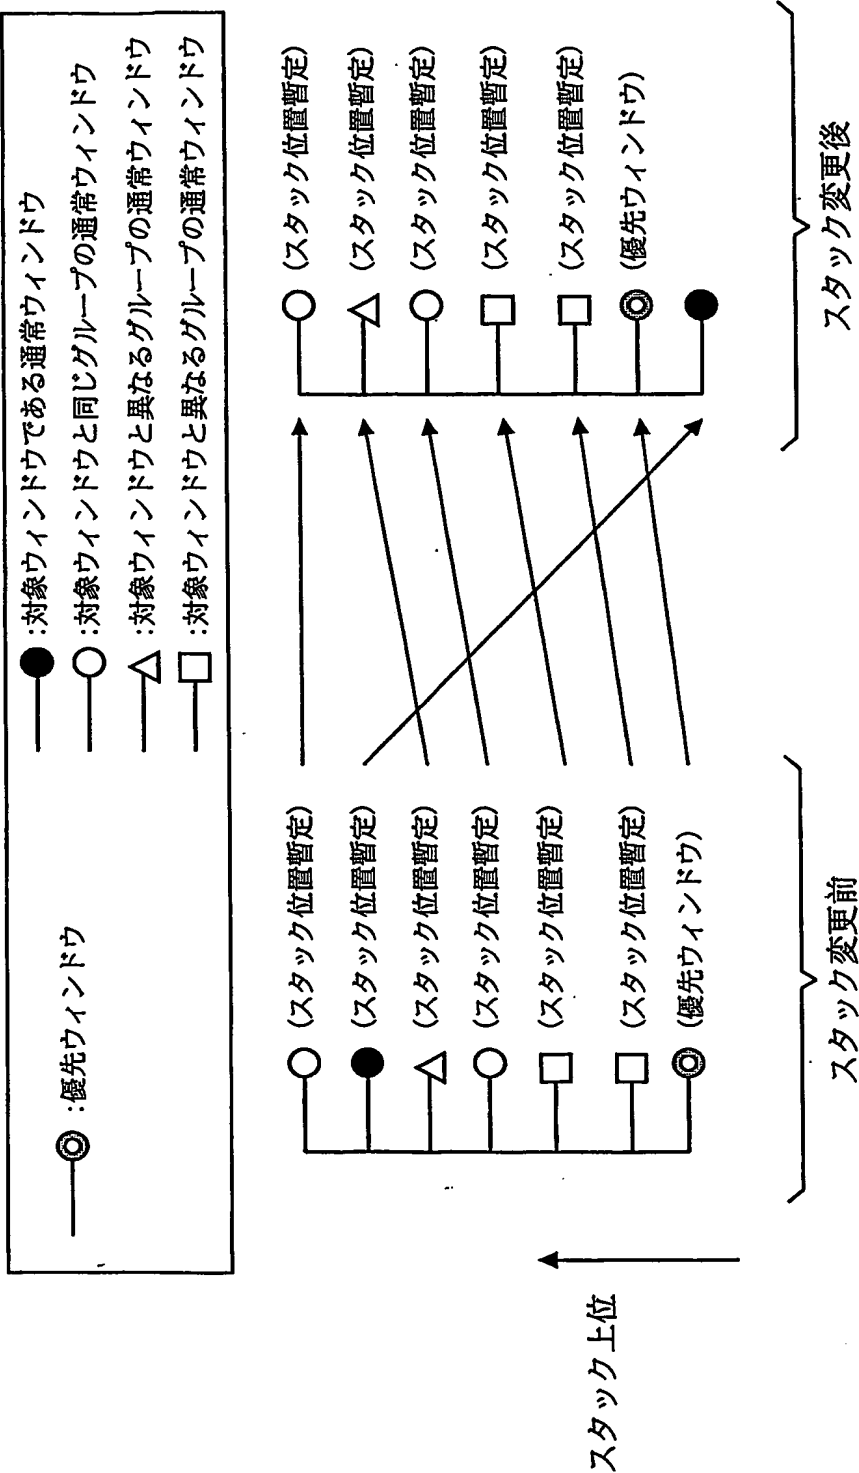 :優先ウィンドウ
:対象ウィンドウである通常ウィンドウ
:対象ウィンドウと同じグループの通常ウィンドウ
:対象ウィンドウと異なるグループの通常ウィンドウ
:対象ウィンドウと異なるグループの通常ウィンドウ
スタック上位
(スタック位置暫定)
(スタック位置暫定)
(スタック位置暫定)
(スタック位置暫定)
(スタック位置暫定)
(スタック位置暫定)
(優先ウィンドウ)
スタック変更前
(スタック位置暫定)
(スタック位置暫定)
(スタック位置暫定)
(スタック位置暫定)
(スタック位置暫定)
(優先ウィンドウ)
スタック変更後